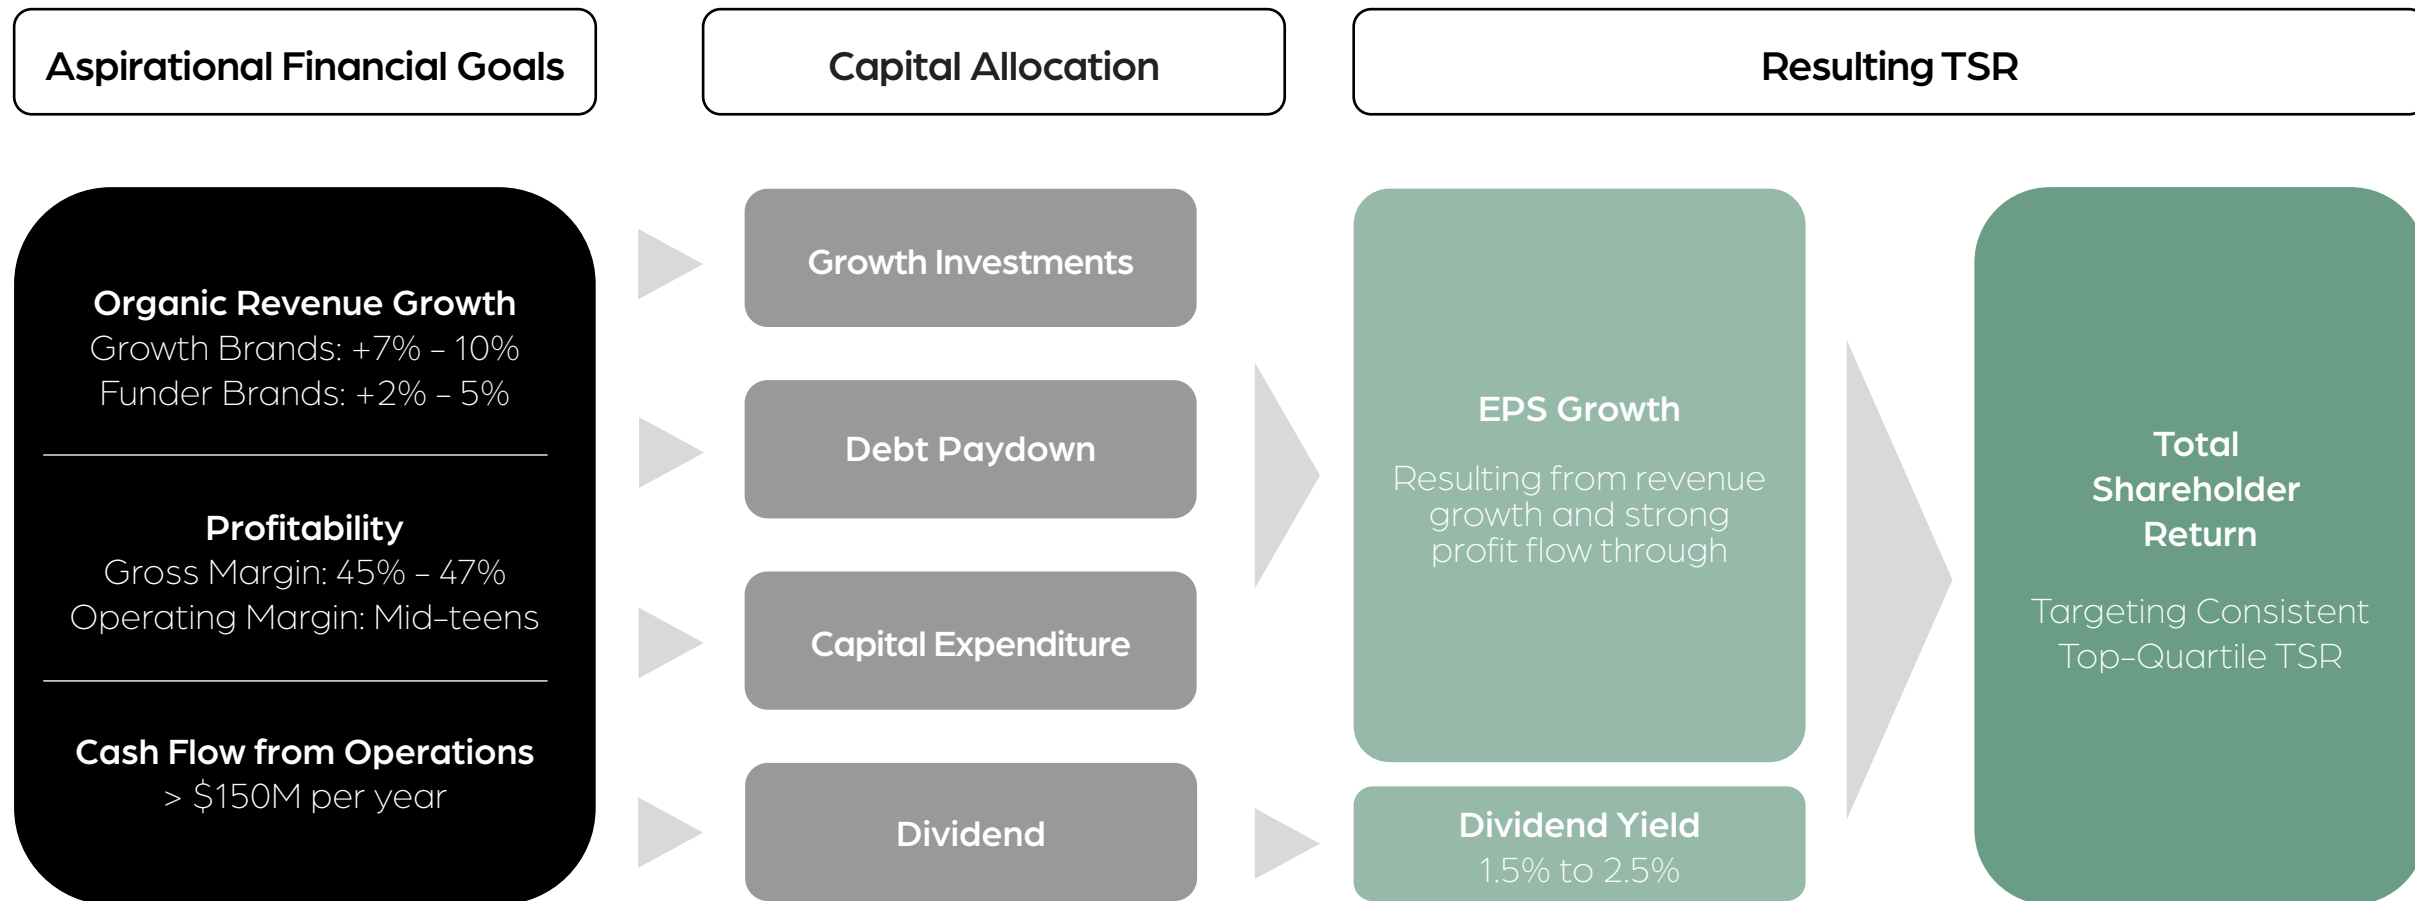 Aspirational Financial Goals
Capital Allocation
Resulting TSR
Organic Revenue Growth
Growth Brands: +7% - 10%
Funder Brands: +2% - 5%
Profitability
Gross Margin: 45% - 47%
Operating Margin: Mid-teens
Cash Flow from Operations
> $150M per year
Growth Investments
Debt Paydown
Capital Expenditure
Dividend
EPS Growth
Resulting from revenue
growth and strong
profit flow through
Dividend Yield
1.5% to 2.5%
Total
Shareholder
Return
Targeting Consistent
Top-Quartile TSR